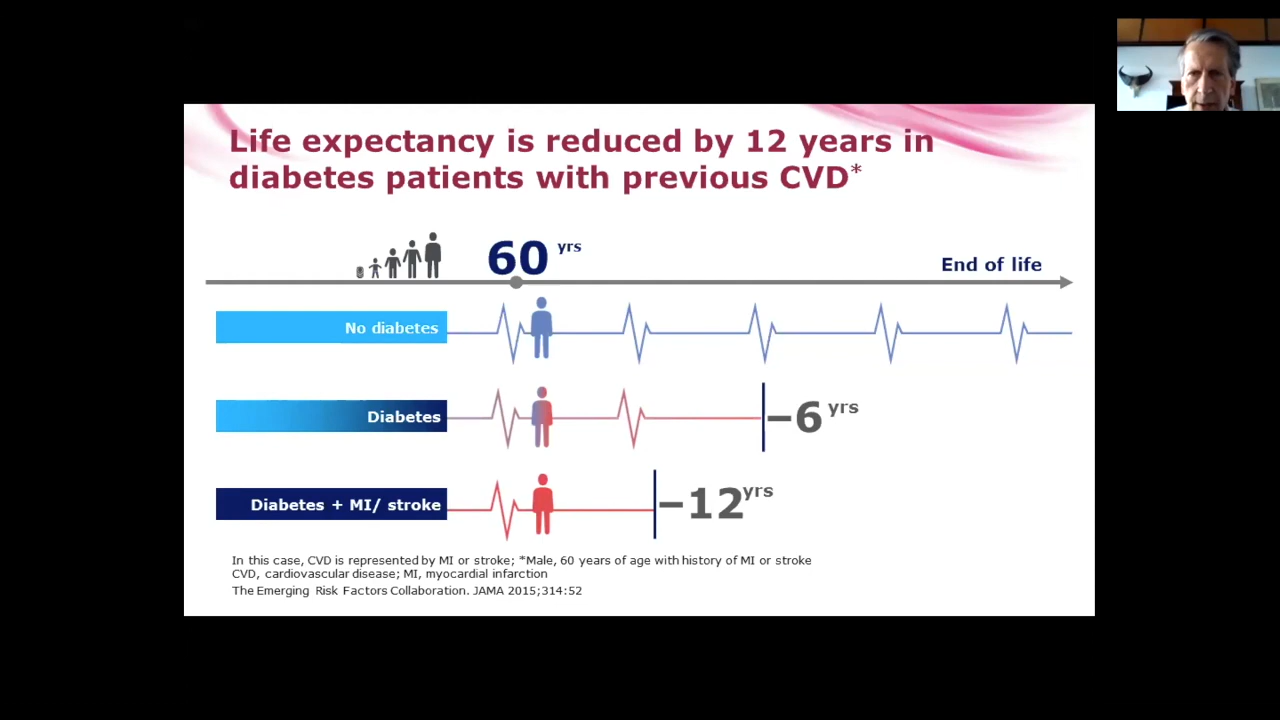 Life expectancy is reduced by 12 years in
diabetes patients with previous CVD*
60 yrs
End of life
No diabetes
Diabetes
−6 yrs
Diabetes + MI/ stroke
−12 yrs
In this case, CVD is represented by MI or stroke; *Male, 60 years of age with history of MI or stroke
CVD, cardiovascular disease; MI, myocardial infarction
The Emerging Risk Factors Collaboration. JAMA 2015;314:52